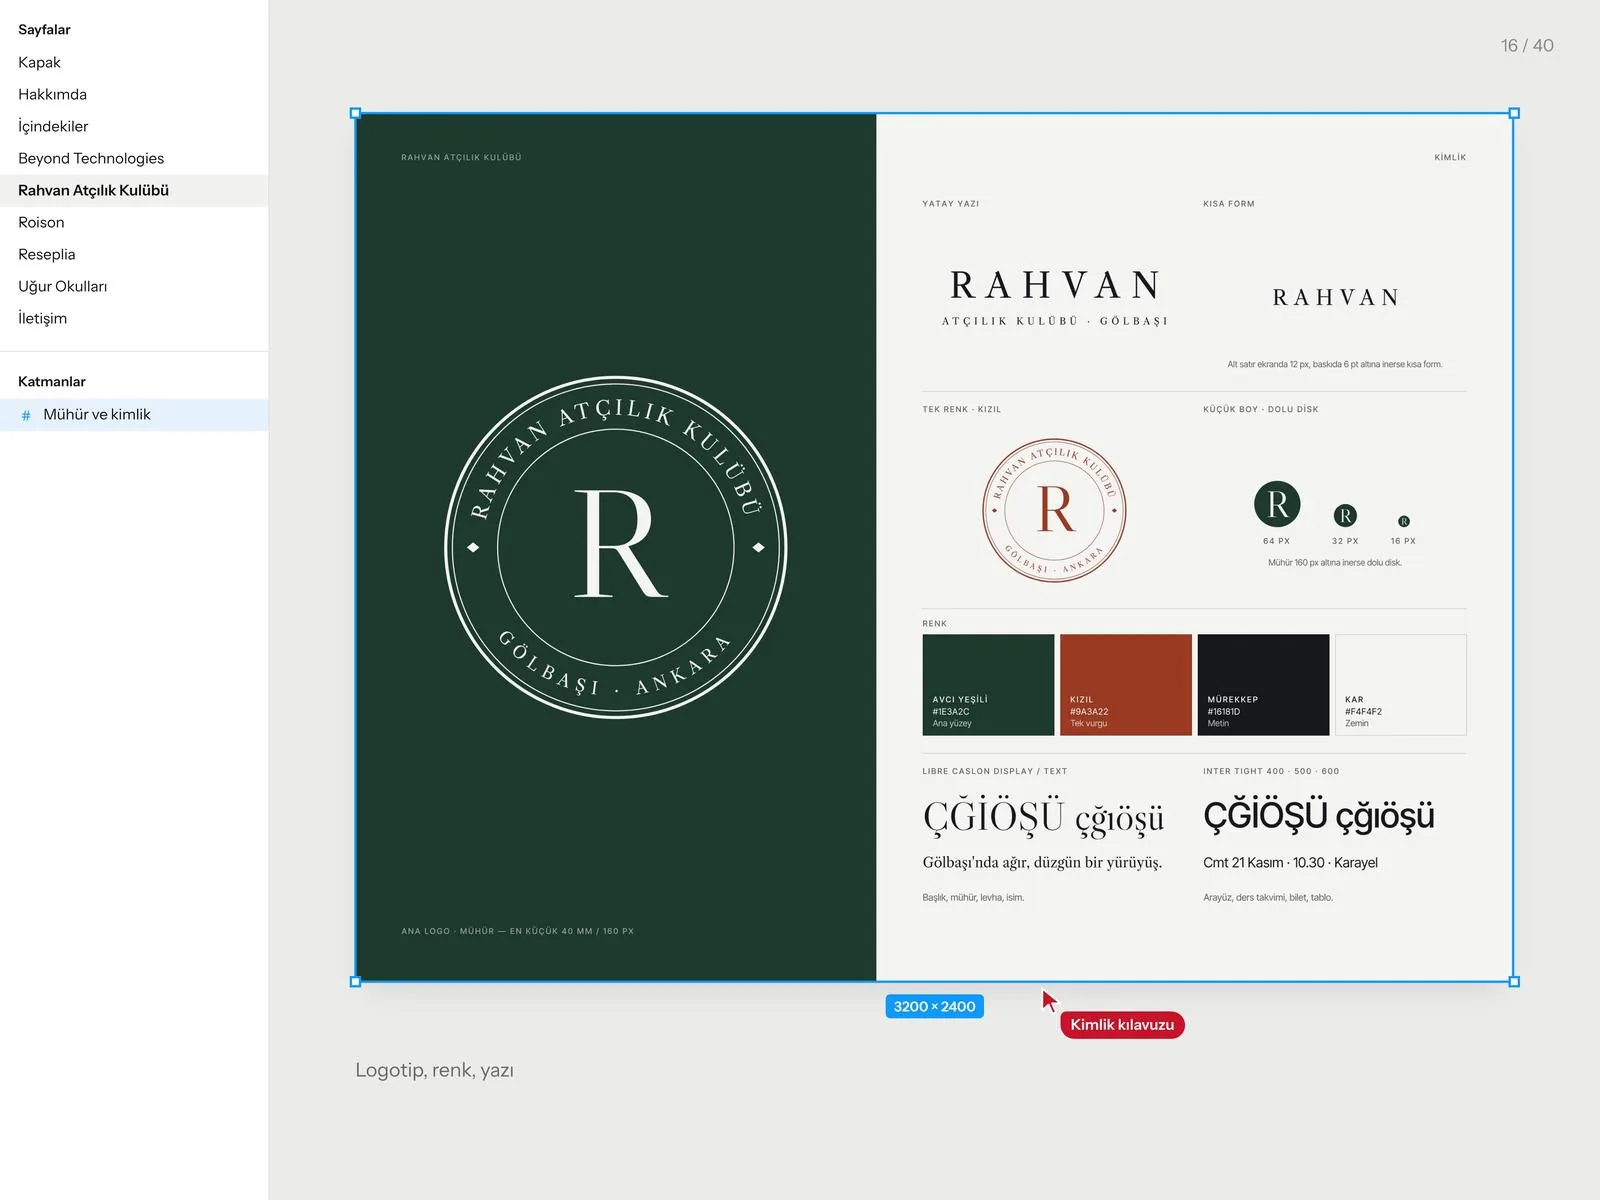 Sayfalar
Kapak
Hakkımda
İçindekiler
Beyond Technologies
Rahvan Atçılık Kulübü
Roison
Reseplia
Uğur Okulları
İletişim
Katmanlar
# Mühür ve kimlik
16 / 40
RAHVAN ATÇILIK KULÜBÜ
RAHVAN ATÇILIK KULÜBÜ
R
GÖLBAŞI · ANKARA
ANA LOGO · MÜHÜR — EN KÜÇÜK 40 MM / 160 PX
KİMLİK
YATAY YAZI
RAHVAN
ATÇILIK KULÜBÜ · GÖLBAŞI
KISA FORM
RAHVAN
Alt satır ekranda 12 px, baskıda 6 pt altına inerse kısa form.
TEK RENK · KIZIL
RAHVAN ATÇILIK KULÜBÜ
R
GÖLBAŞI · ANKARA
KÜÇÜK BOY · DOLU DİSK
R R R
64 PX 32 PX 16 PX
Mühür 160 px altına inerse dolu disk.
RENK
AVCI YEŞİLİ
#1E3A2C
Ana yüzey
KIZIL
#9A3A22
Tek vurgu
MÜREKKEP
#16181D
Metin
KAR
#F4F4F2
Zemin
LIBRE CASLON DISPLAY / TEXT
ÇĞİÖŞÜ çğıöşü
Gölbaşı'nda ağır, düzgün bir yürüyüş.
Başlık, mühür, levha, isim.
INTER TIGHT 400 · 500 · 600
ÇĞİÖŞÜ çğıöşü
Cmt 21 Kasım · 10.30 · Karayel
Arayüz, ders takvimi, bilet, tablo.
3200 × 2400
Kimlik kılavuzu
Logotip, renk, yazı